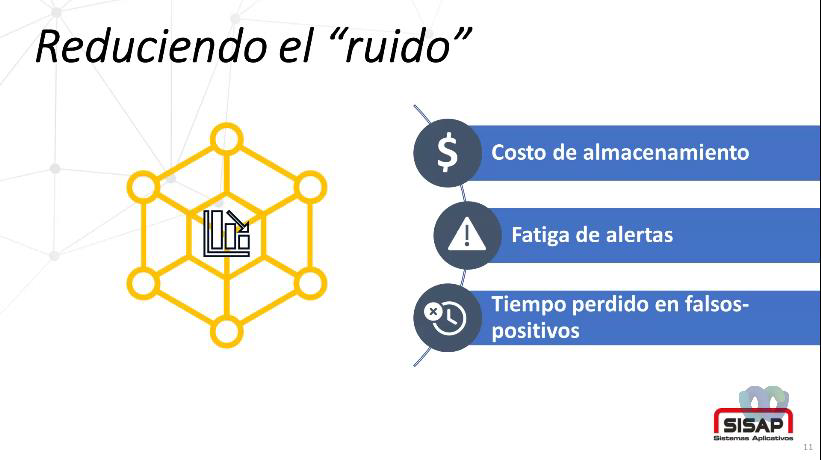 Reduciendo el “ruido”
Costo de almacenamiento
Fatiga de alertas
Tiempo perdido en falsos-
positivos
SISAP
Sistemas Aplicativos
11